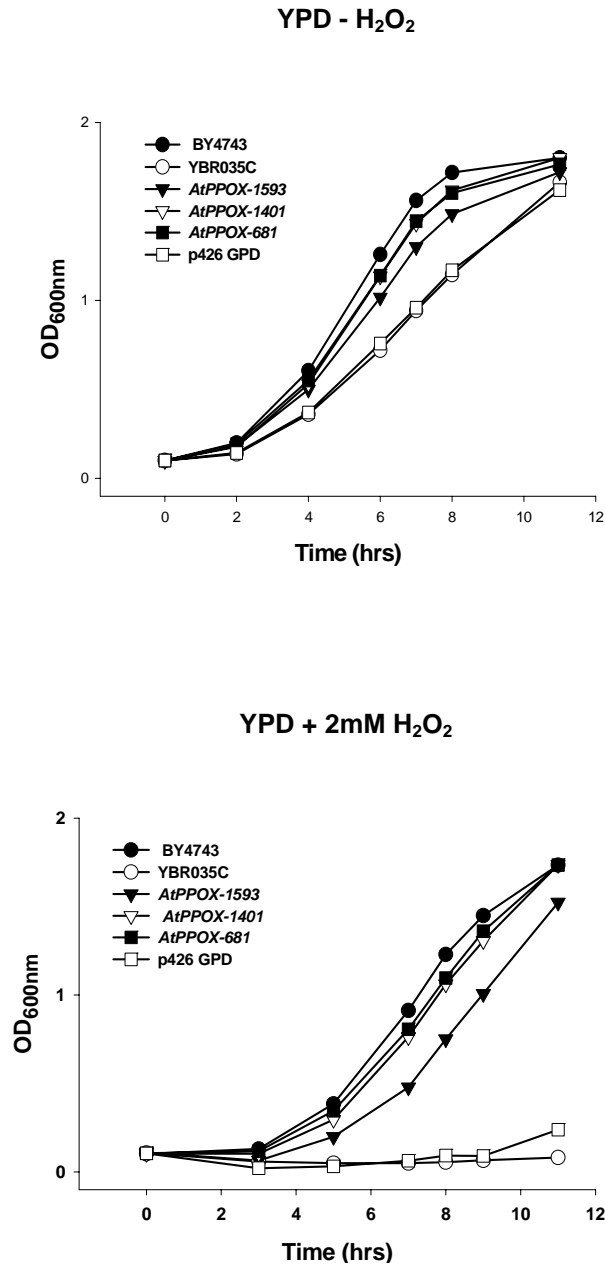 YPD - H₂O₂
2
BY4743
YBR035C
AtPPOX-1593
AtPPOX-1401
AtPPOX-681
p426 GPD
1
OD600nm
0
0 2 4 6 8 10 12
Time (hrs)
YPD + 2mM H₂O₂
2
BY4743
YBR035C
AtPPOX-1593
AtPPOX-1401
AtPPOX-681
p426 GPD
1
OD600nm
0
0 2 4 6 8 10 12
Time (hrs)